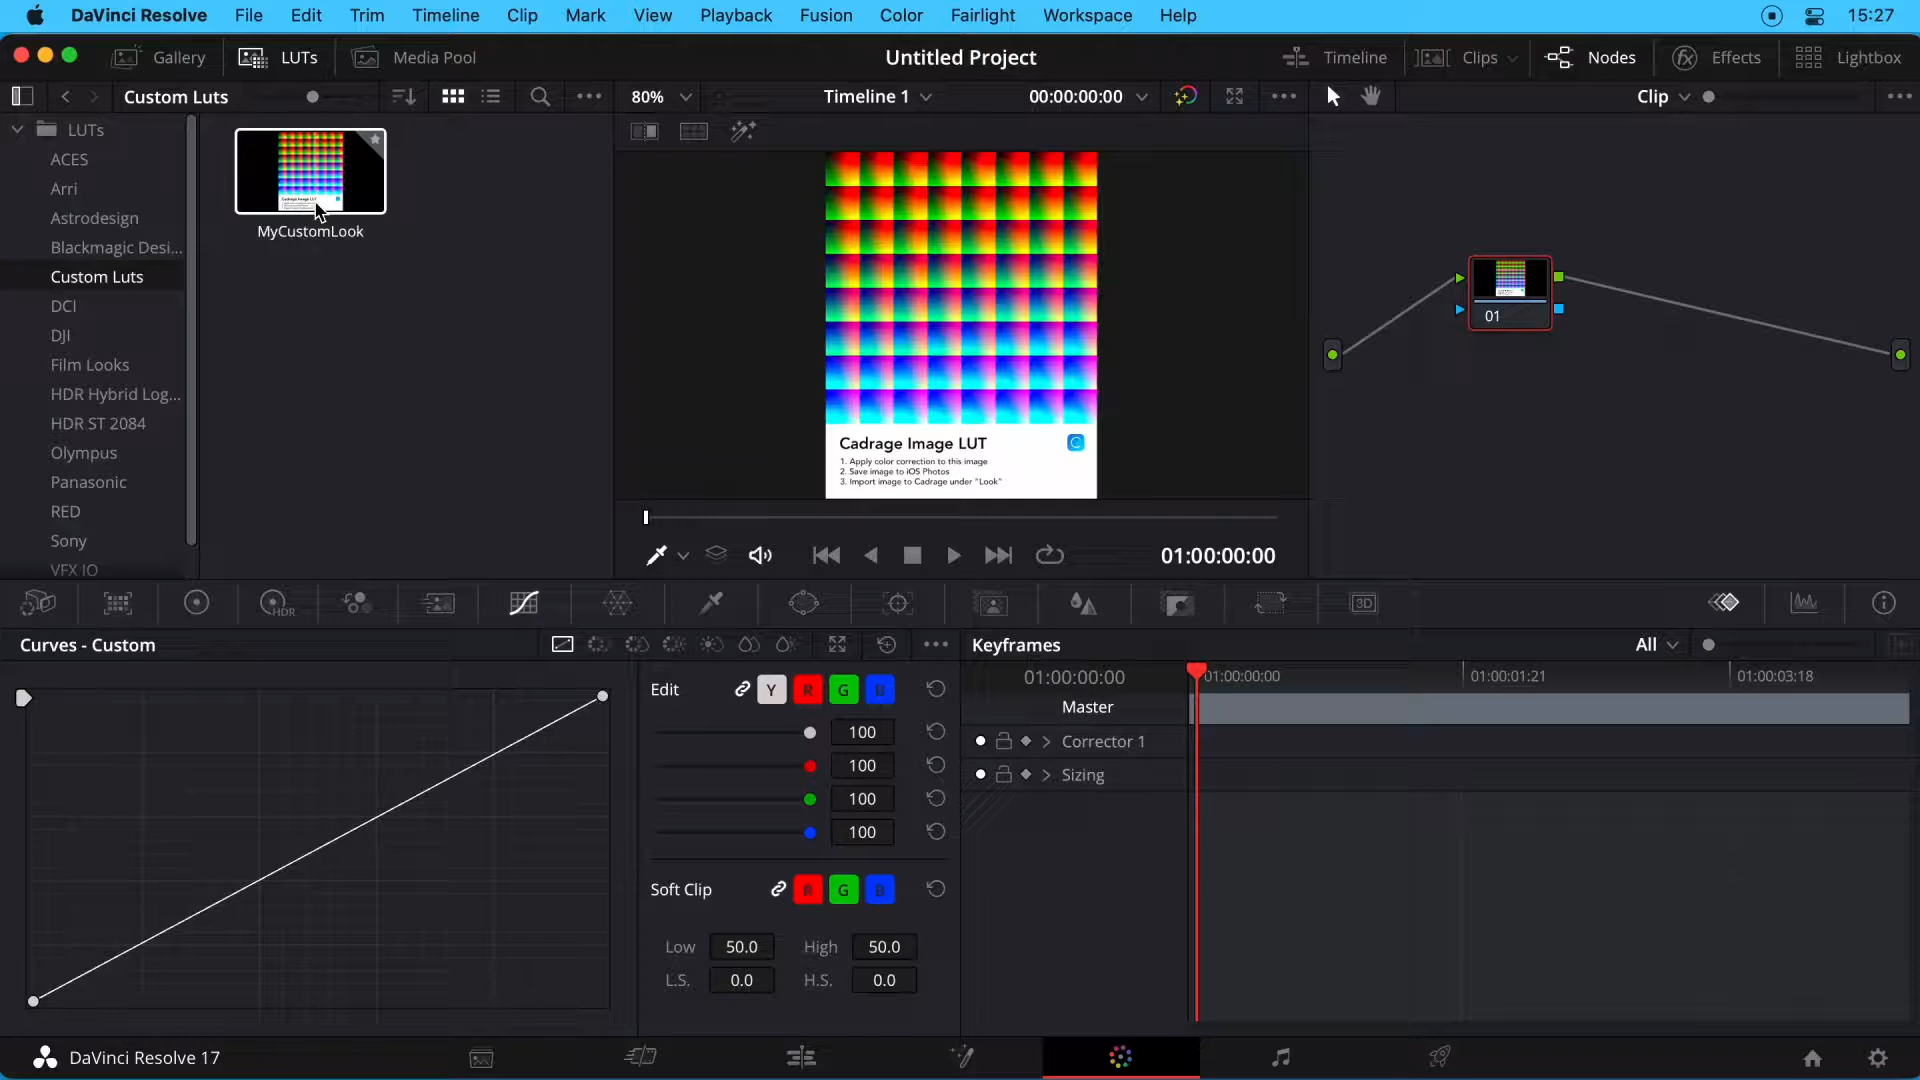 DaVinci Resolve File Edit Trim Timeline Clip Mark View Playback Fusion Color Fairlight Workspace Help 15:27
Gallery LUTs Media Pool Untitled Project Timeline Clips Nodes Effects Lightbox
Custom Luts 80% Timeline 1 00:00:00:00 Clip
LUTs
ACES
Arri
Astrodesign
Blackmagic Desi...
Custom Luts
DCI
DJI
Film Looks
HDR Hybrid Log...
HDR ST 2084
Olympus
Panasonic
RED
Sony
VFX IO
MyCustomLook
Cadrage Image LUT
1. Apply color correction to this image
2. Save image to iOS Photos
3. Import image to Cadrage under "Look"
01
01:00:00:00
HDR
3D
Curves - Custom
Edit Y R G B
100
100
100
100
Soft Clip R G B
Low 50.0 High 50.0
L.S. 0.0 H.S. 0.0
Keyframes All
01:00:00:00 01:00:00:00 01:00:01:21 01:00:03:18
Master
Corrector 1
Sizing
DaVinci Resolve 17